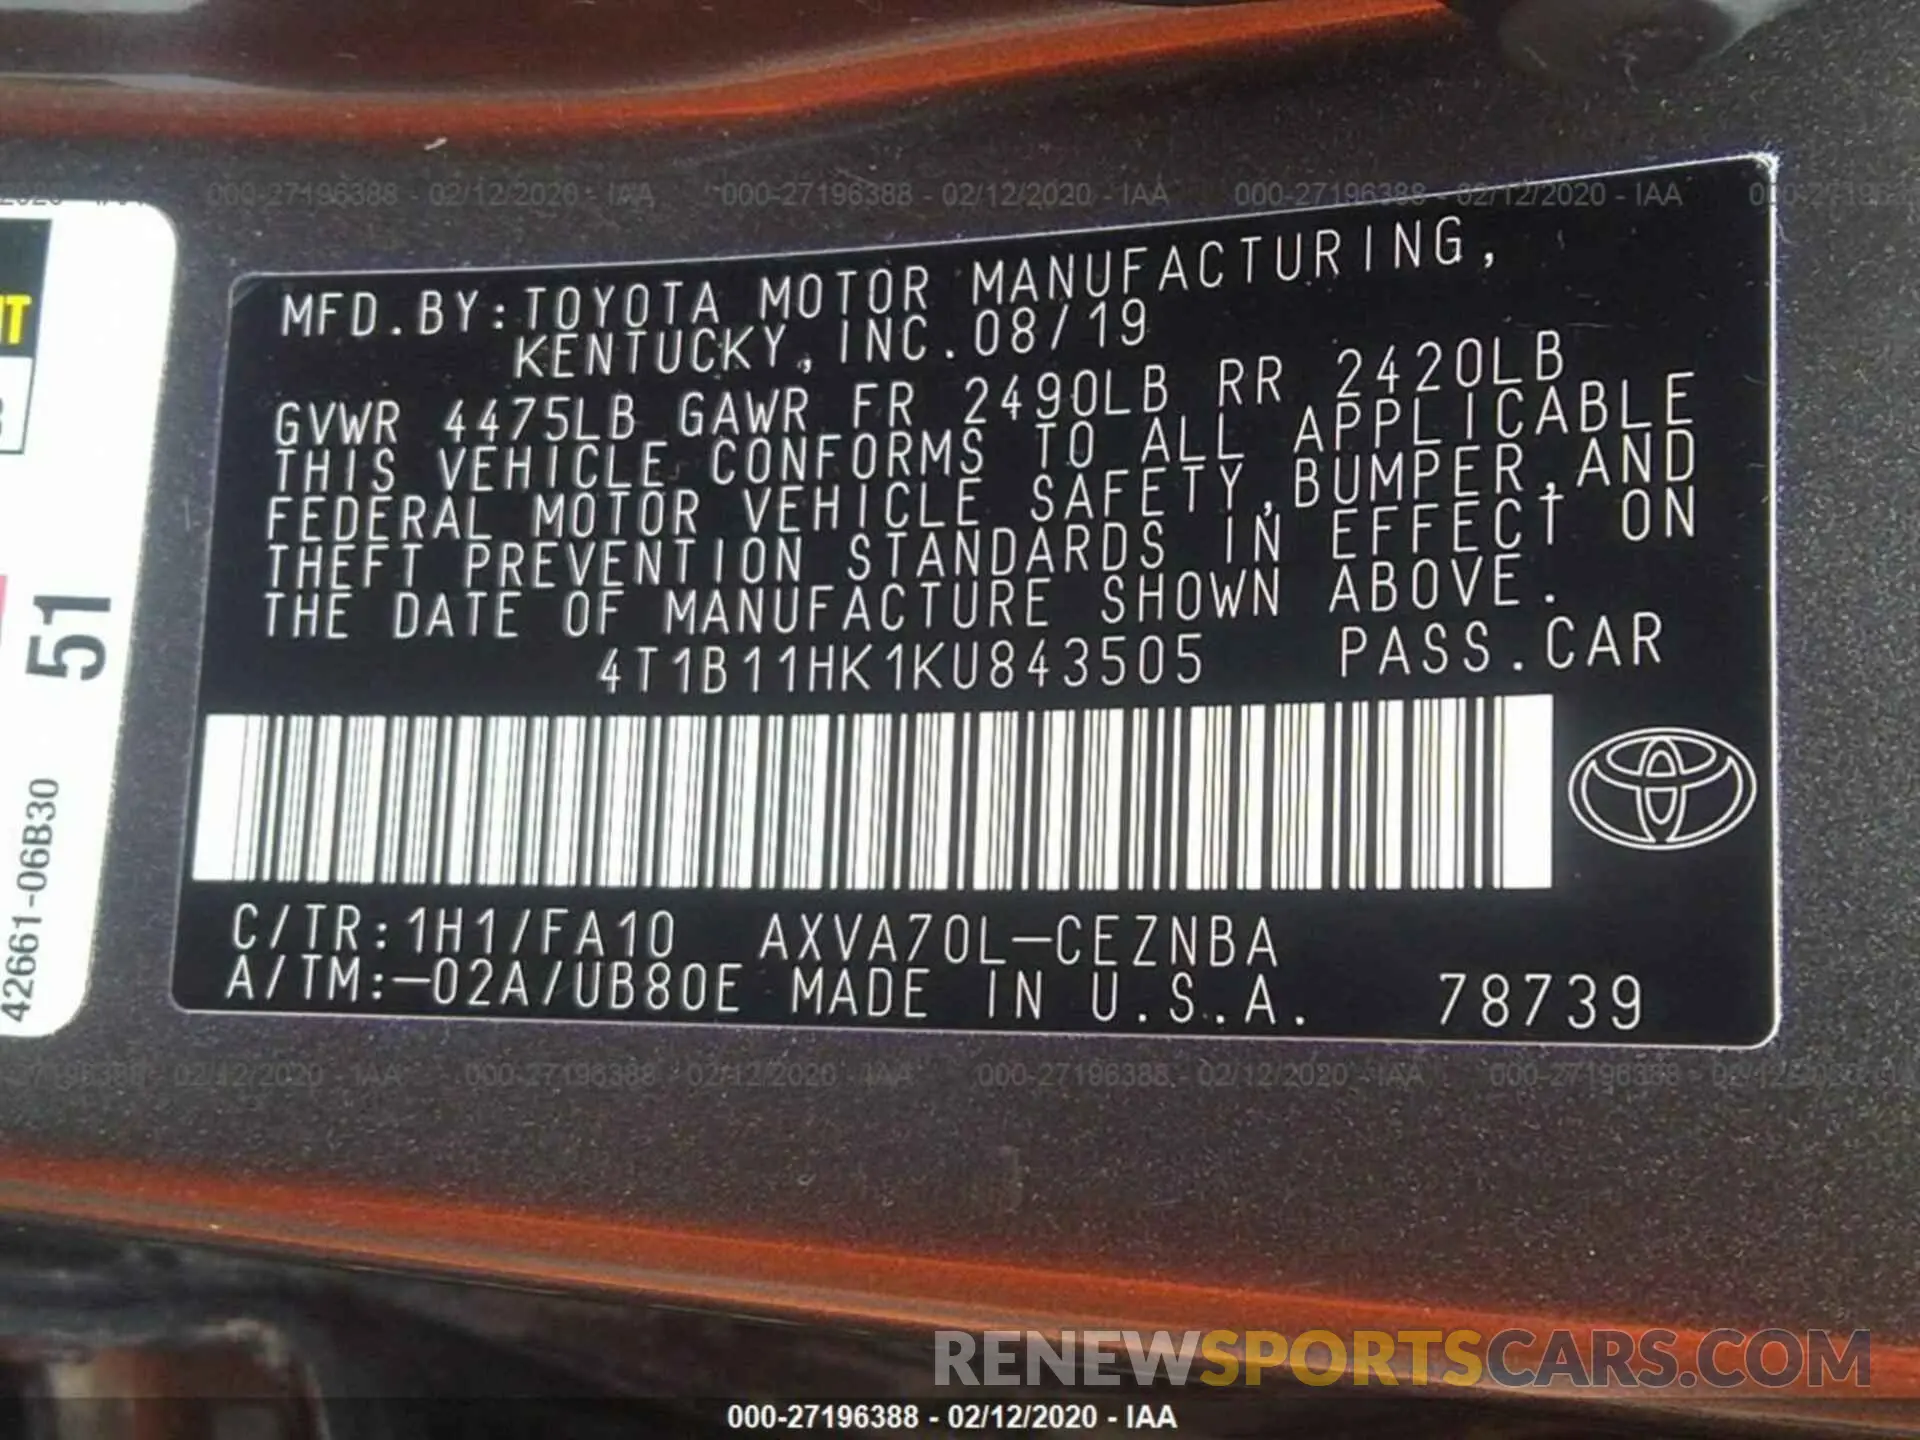 000-27196388 - 02/12/2020 - IAA 000-27196388 - 02/12/2020 - IAA 000-27196388 - 02/12/2020 - IAA
MFD.BY:TOYOTA MOTOR MANUFACTURING,
KENTUCKY, INC. 08/19
GVWR 4475LB GAWR FR 2490LB RR 2420LB
THIS VEHICLE CONFORMS TO ALL APPLICABLE
FEDERAL MOTOR VEHICLE SAFETY,BUMPER,AND
THEFT PREVENTION STANDARDS IN EFFECT ON
THE DATE OF MANUFACTURE SHOWN ABOVE.
4T1B11HK1KU843505 PASS.CAR
C/TR:1H1/FA10 AXVA70L-CEZNBA
A/TM:-02A/UB80E MADE IN U.S.A. 78739
51
42661-06B30
000-27196388 - 02/12/2020 - IAA 000-27196388 - 02/12/2020 - IAA
RENEWSPORTSCARS.COM
000-27196388 - 02/12/2020 - IAA